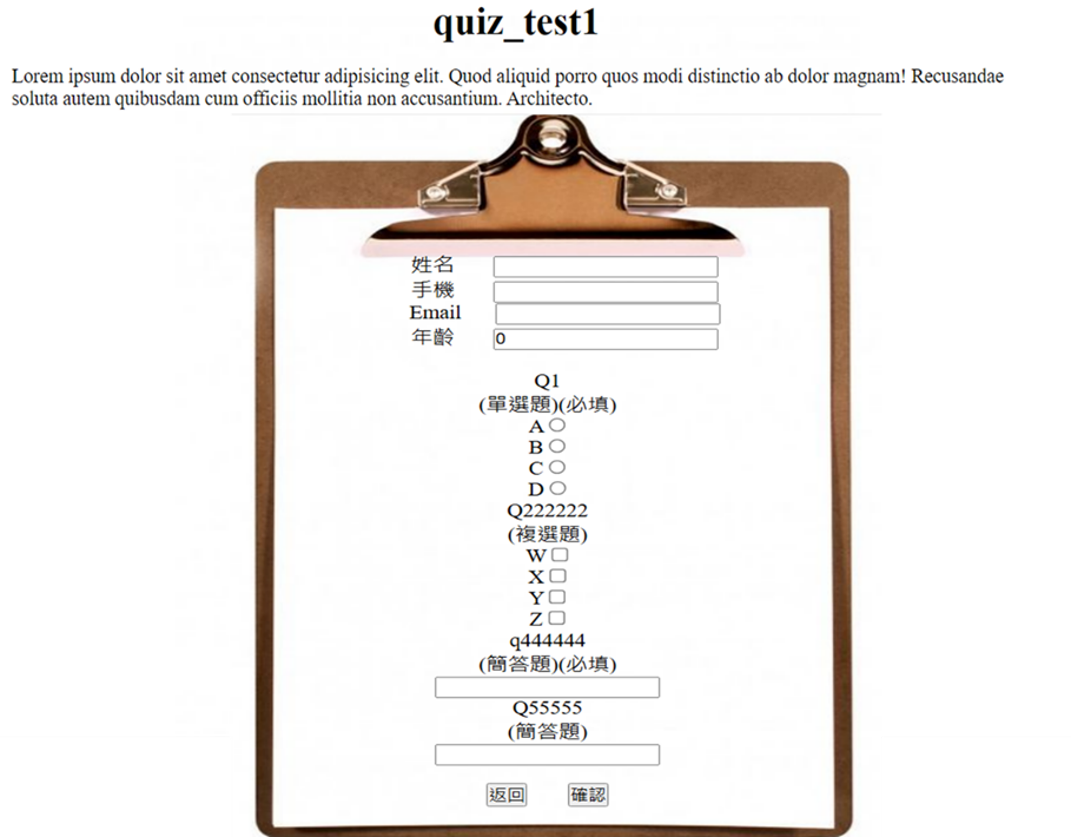 quiz_test1
Lorem ipsum dolor sit amet consectetur adipisicing elit. Quod aliquid porro quos modi distinctio ab dolor magnam! Recusandae
soluta autem quibusdam cum officiis mollitia non accusantium. Architecto.
姓名
手機
Email
年齡 0
Q1
(單選題)(必填)
A
B
C
D
Q222222
(複選題)
W
X
Y
Z
q444444
(簡答題)(必填)
Q55555
(簡答題)
返回 確認